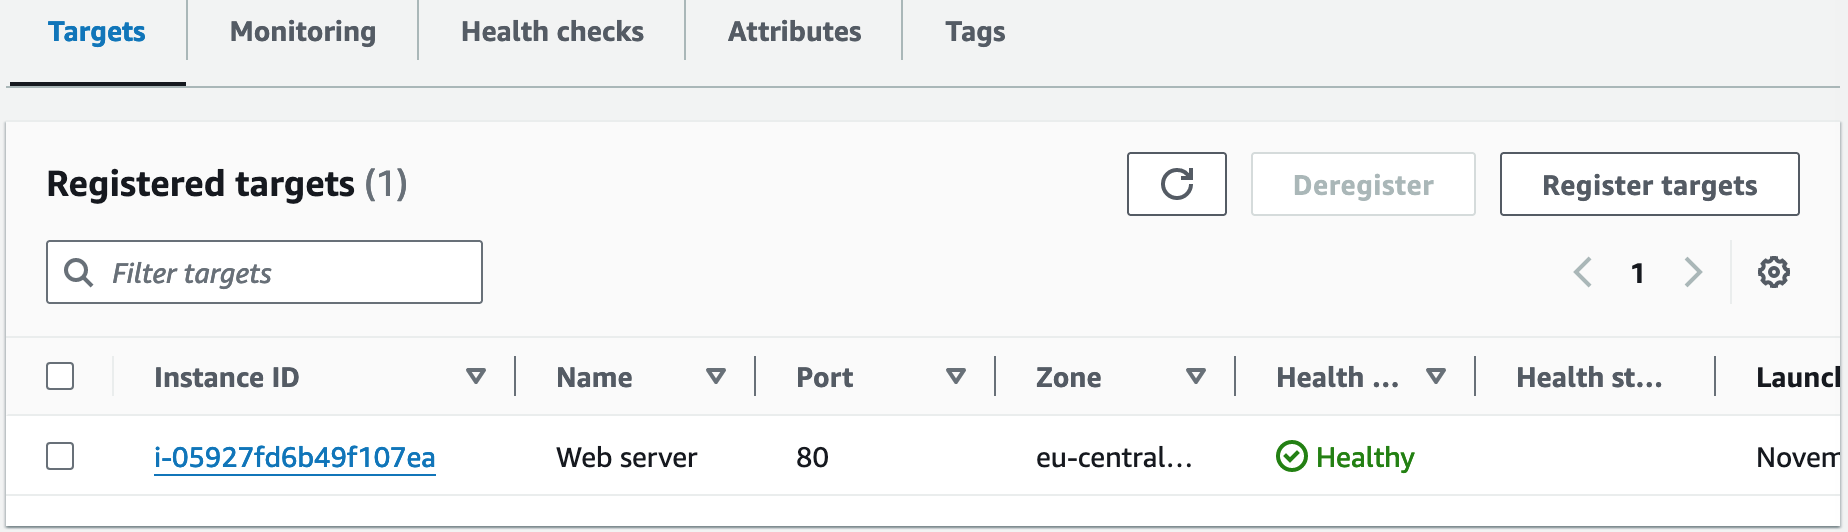 Targets Monitoring Health checks Attributes Tags
Registered targets (1)
Deregister
Register targets
Filter targets
1
Instance ID Name Port Zone Health ... Health st... Launcl
i-05927fd6b49f107ea Web server 80 eu-central... Healthy Novem